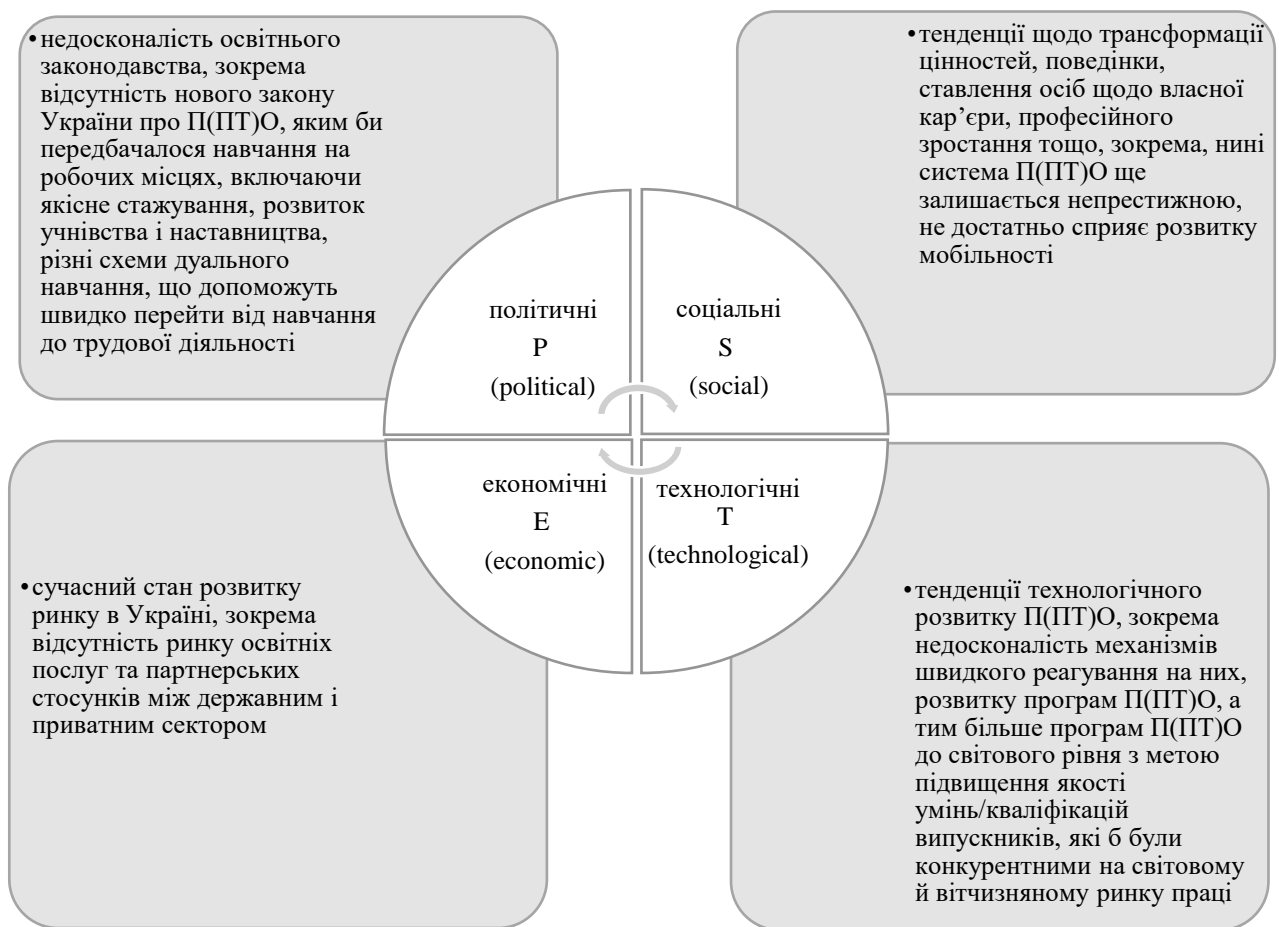 •недосконалість освітнього
законодавства, зокрема
відсутність нового закону
України про П(ПТ)О, яким би
передбачалося навчання на
робочих місцях, включаючи
якісне стажування, розвиток
учнівства і наставництва,
різні схеми дуального
навчання, що допоможуть
швидко перейти від навчання
до трудової діяльності
•тенденції щодо трансформації
цінностей, поведінки,
ставлення осіб щодо власної
кар’єри, професійного
зростання тощо, зокрема, нині
система П(ПТ)О ще
залишається непрестижною,
не достатньо сприяє розвитку
мобільності
політичні
P
(political)
соціальні
S
(social)
економічні
E
(economic)
технологічні
T
(technological)
•сучасний стан розвитку
ринку в Україні, зокрема
відсутність ринку освітніх
послуг та партнерських
стосунків між державним і
приватним сектором
•тенденції технологічного
розвитку П(ПТ)О, зокрема
недосконалість механізмів
швидкого реагування на них,
розвитку програм П(ПТ)О, а
тим більше програм П(ПТ)О
до світового рівня з метою
підвищення якості
умінь/кваліфікацій
випускників, які б були
конкурентними на світовому
й вітчизняному ринку праці